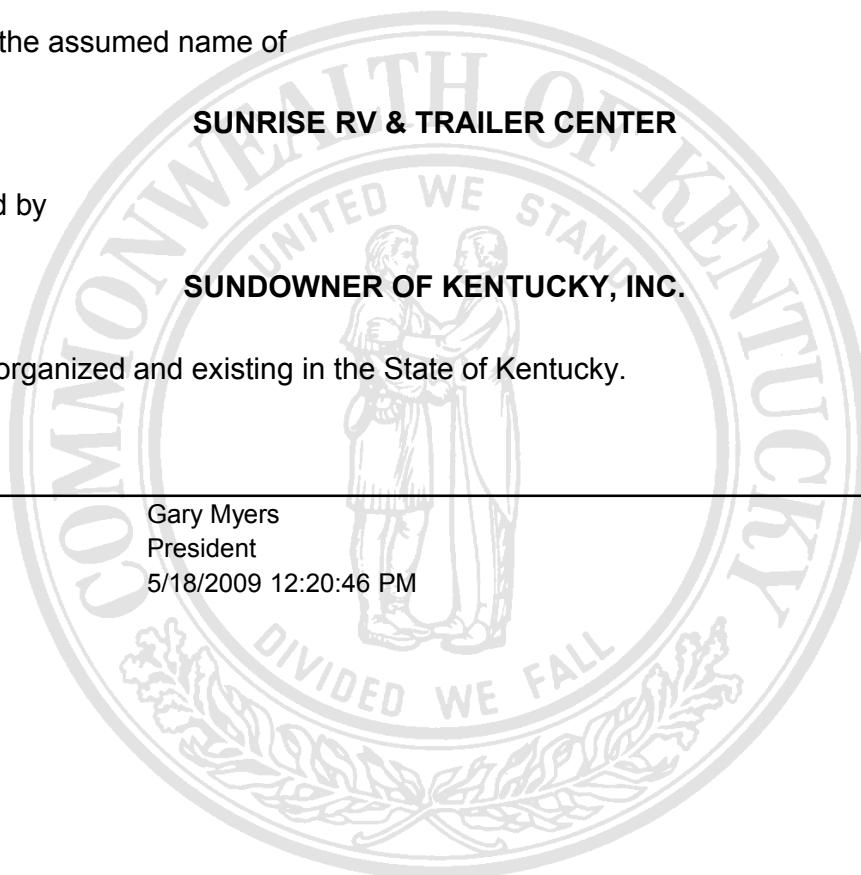 the assumed name of
SUNRISE RV & TRAILER CENTER
d by
SUNDOWNER OF KENTUCKY, INC.
organized and existing in the State of Kentucky.
Gary Myers
President
5/18/2009 12:20:46 PM
COMMONWEALTH OF KENTUCKY
UNITED WE STAND
DIVIDED WE FALL